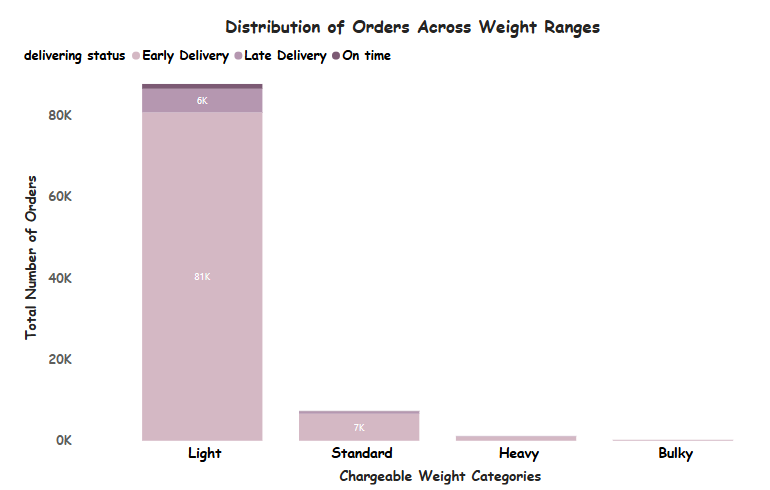 Distribution of Orders Across Weight Ranges
delivering status Early Delivery Late Delivery On time
Total Number of Orders
80K
60K
40K
20K
0K
6K
81K
7K
Light Standard Heavy Bulky
Chargeable Weight Categories